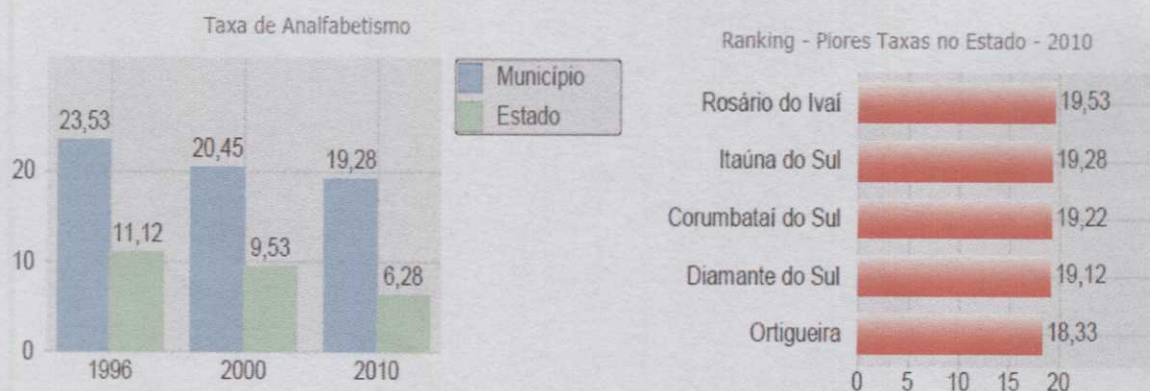 Taxa de Analfabetismo
Município
Estado
23,53
20,45
19,28
11,12
9,53
6,28
20
10
0
1996
2000
2010
Ranking - Piores Taxas no Estado - 2010
Rosário do Ivaí
19,53
Itaúna do Sul
19,28
Corumbataí do Sul
19,22
Diamante do Sul
19,12
Ortigueira
18,33
0
5
10
15
20